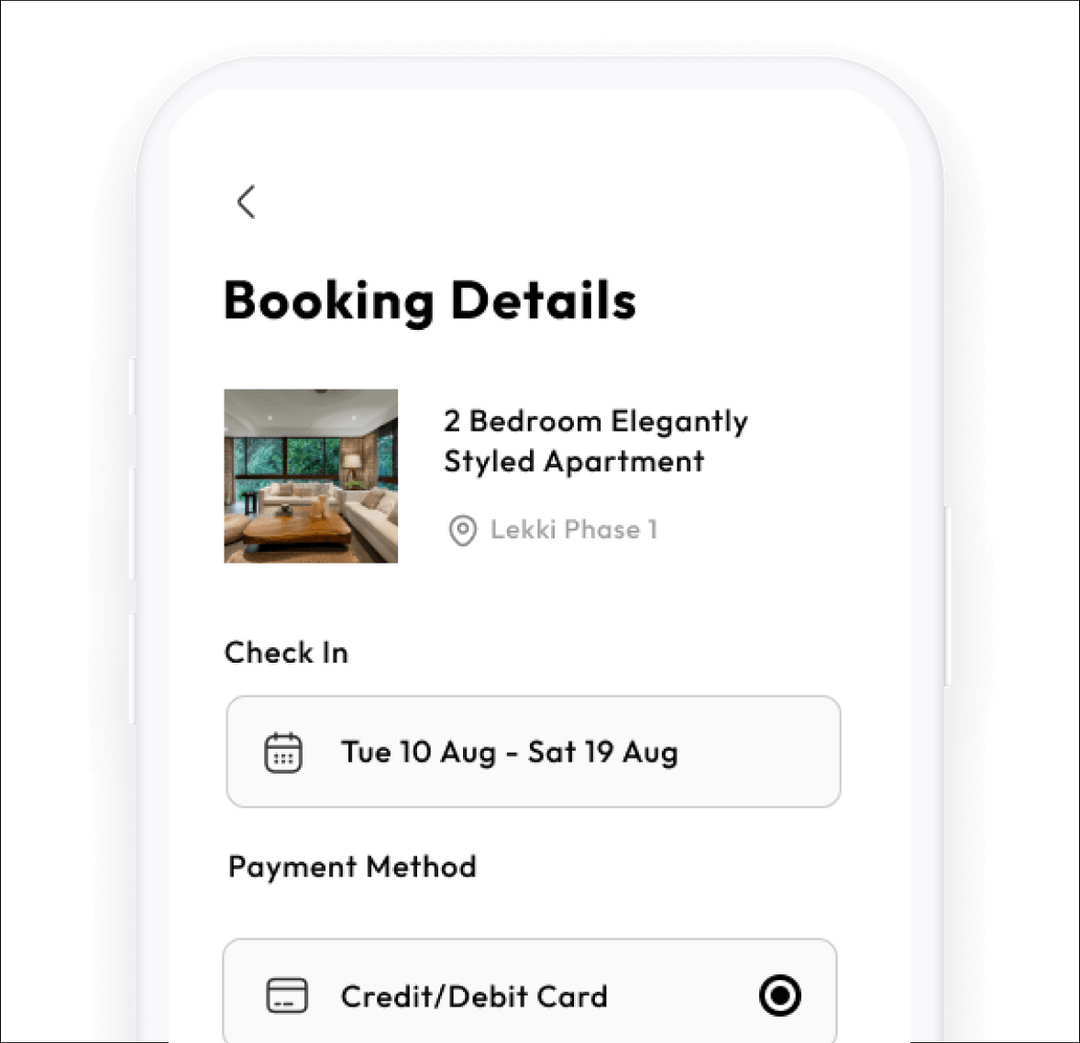 Booking Details
2 Bedroom Elegantly
Styled Apartment
Lekki Phase 1
Check In
Tue 10 Aug - Sat 19 Aug
Payment Method
Credit/Debit Card